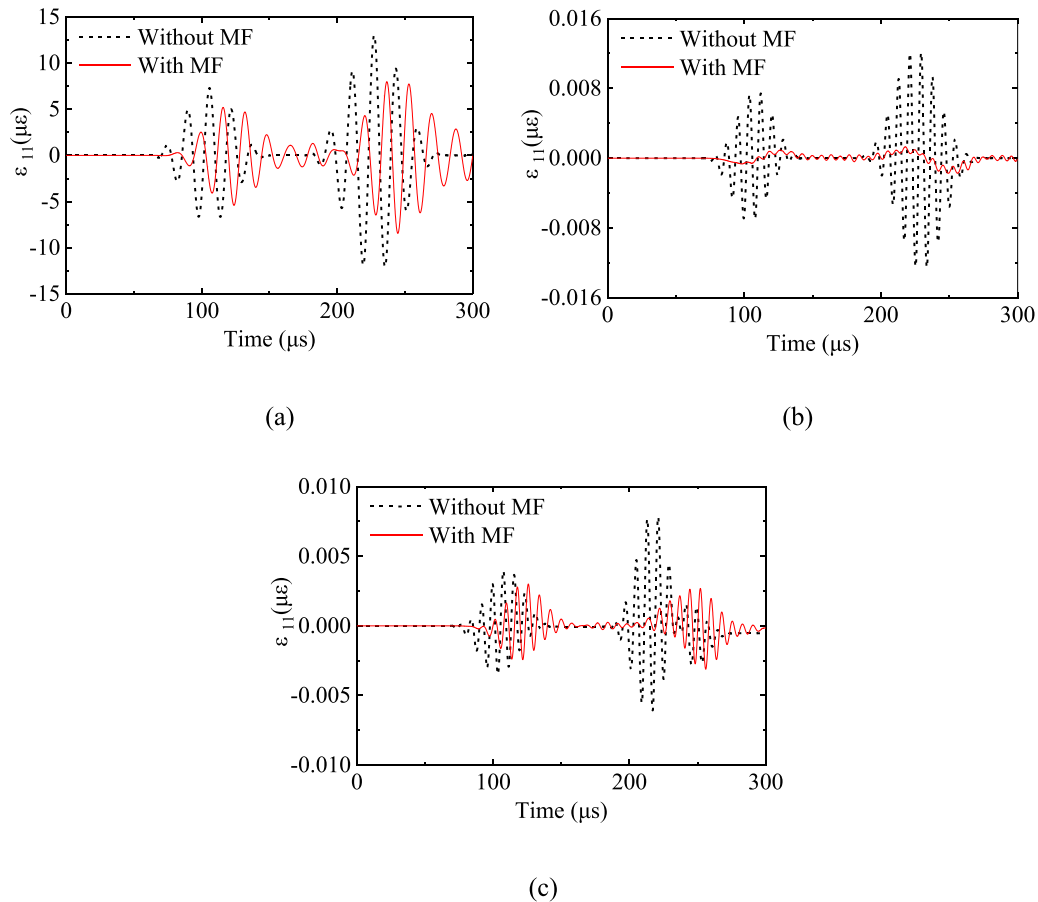 15
10
5
0
-5
-10
-15
ε 11(με)
Without MF
With MF
0
100
200
300
Time (μs)
(a)
0.016
0.008
0.000
-0.008
-0.016
ε 11(με)
Without MF
With MF
0
100
200
300
Time (μs)
(b)
0.010
0.005
0.000
-0.005
-0.010
ε 11(με)
Without MF
With MF
0
100
200
300
Time (μs)
(c)